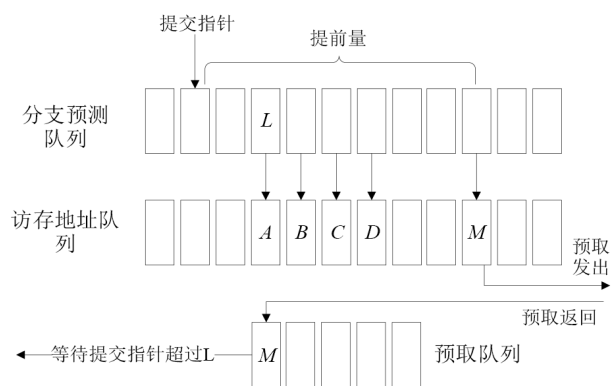 提交指针
提前量
分支预测
队列
L
访存地址队
列
A B C D M
预取
发出
预取返回
等待提交指针超过L
M
预取队列